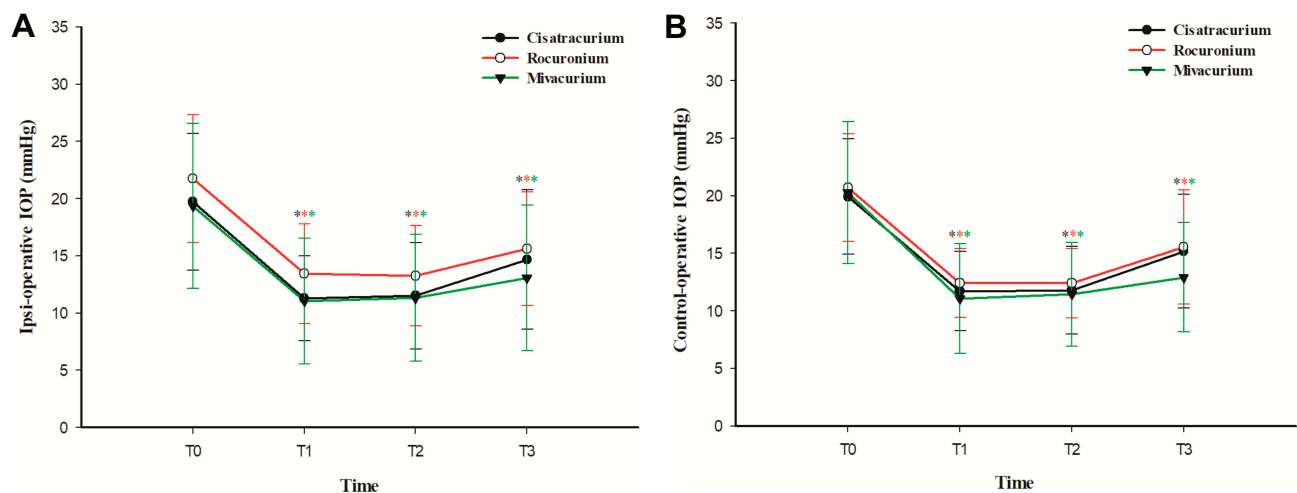 A
35
30
25
20
15
10
5
0
Ipsi-operative IOP (mmHg)
Cisatracurium
Rocuronium
Mivacurium
***
***
***
T0 T1 T2 T3
Time
B
35
30
25
20
15
10
5
0
Control-operative IOP (mmHg)
Cisatracurium
Rocuronium
Mivacurium
***
***
***
T0 T1 T2 T3
Time